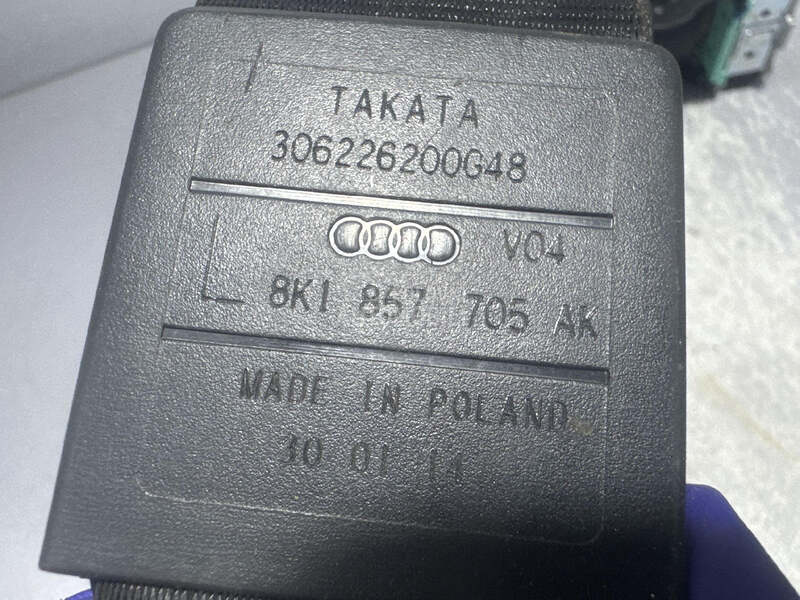 TAKATA
306226200G48
V04
8K1 857 705 AK
MADE IN POLAND
30 01 14